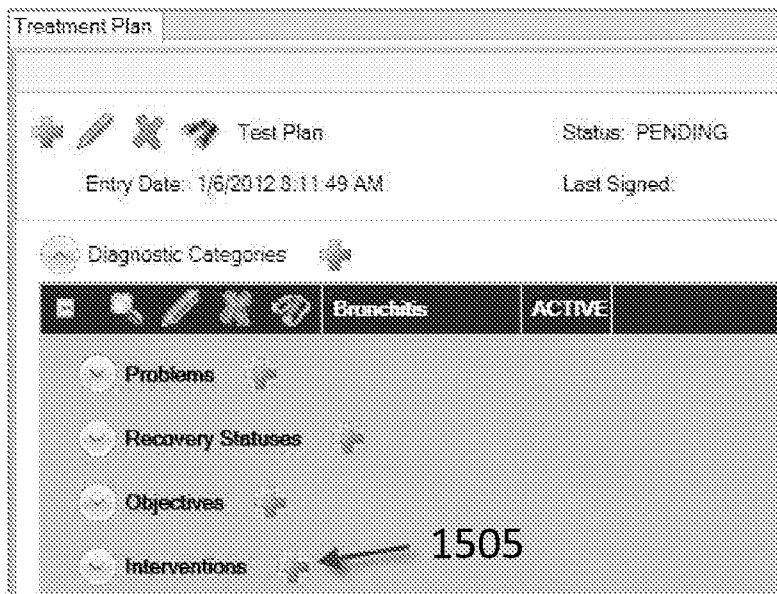 Treatment Plan
Test Plan Status: PENDING
Entry Date: 1/6/2012 8:11:49 AM Last Signed:
Diagnostic Categories
Bronchitis ACTIVE
Problems
Recovery Statuses
Objectives
Interventions 1505